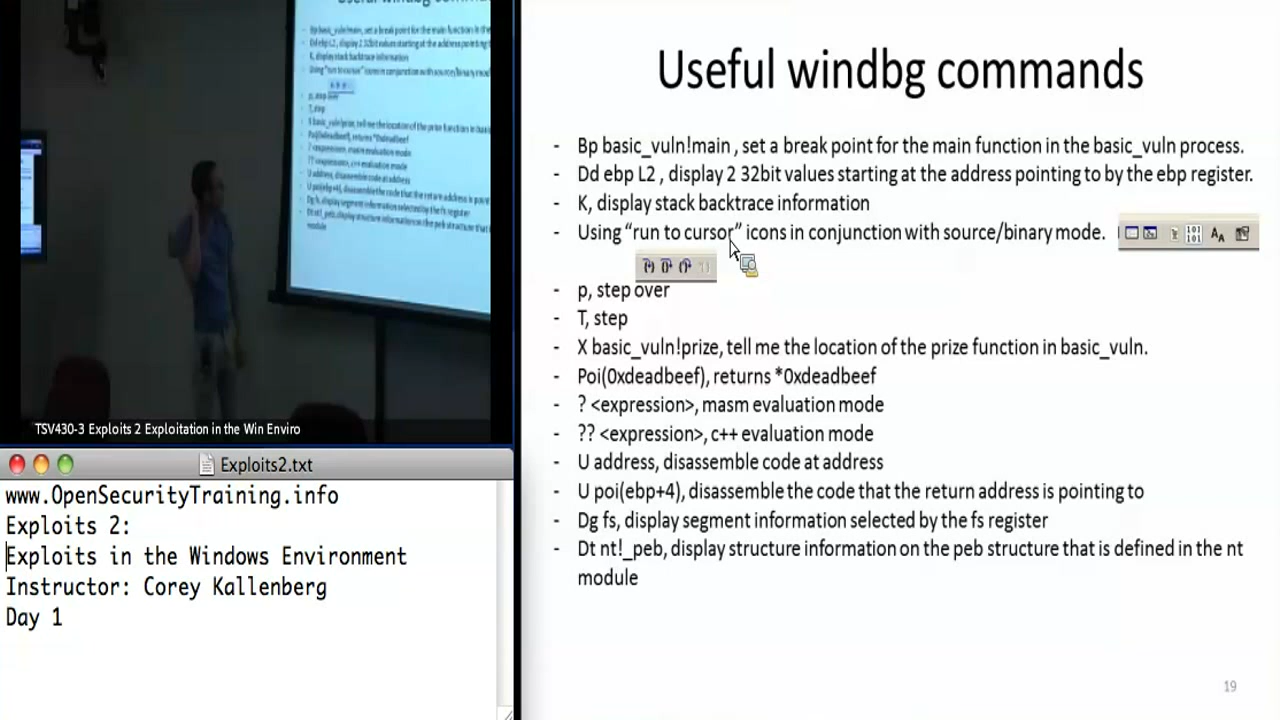 Useful windbg commands
- Bp basic_vuln!main , set a break point for the main function in the basic_vuln process.
- Dd ebp L2 , display 2 32bit values starting at the address pointing to by the ebp register.
- K, display stack backtrace information
- Using “run to cursor” icons in conjunction with source/binary mode.
- p, step over
- T, step
- X basic_vuln!prize, tell me the location of the prize function in basic_vuln.
- Poi(0xdeadbeef), returns *0xdeadbeef
- ? <expression>, masm evaluation mode
- ?? <expression>, c++ evaluation mode
- U address, disassemble code at address
- U poi(ebp+4), disassemble the code that the return address is pointing to
- Dg fs, display segment information selected by the fs register
- Dt nt!_peb, display structure information on the peb structure that is defined in the nt
module
19
TSV430-3 Exploits 2 Exploitation in the Win Enviro
Exploits2.txt
www.OpenSecurityTraining.info
Exploits 2:
Exploits in the Windows Environment
Instructor: Corey Kallenberg
Day 1